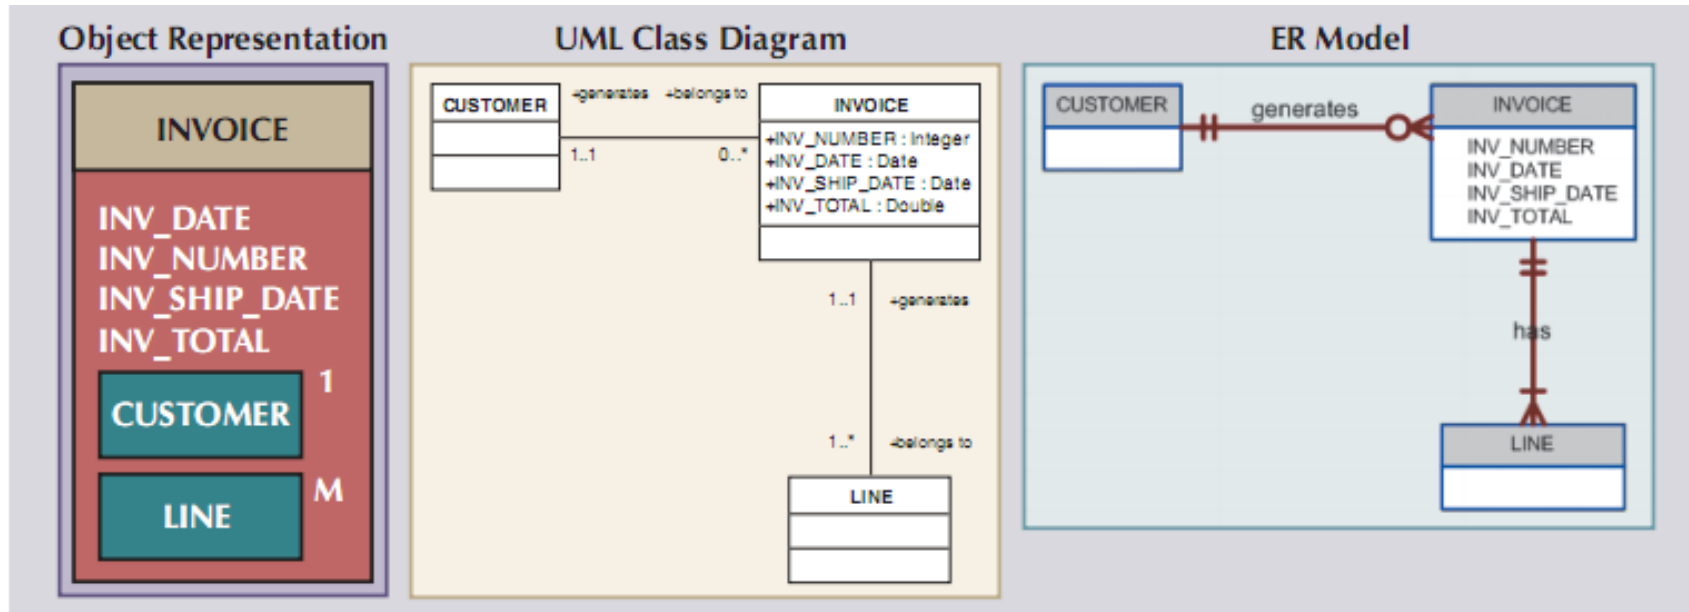 Object Representation
INVOICE
INV_DATE
INV_NUMBER
INV_SHIP_DATE
INV_TOTAL
1
CUSTOMER
M
LINE
UML Class Diagram
CUSTOMER
+generates +belongs to
1..1 0..*
INVOICE
+INV_NUMBER : Integer
+INV_DATE : Date
+INV_SHIP_DATE : Date
+INV_TOTAL : Double
1..1 +generates
1..* +belongs to
LINE
ER Model
CUSTOMER
generates
INVOICE
INV_NUMBER
INV_DATE
INV_SHIP_DATE
INV_TOTAL
has
LINE